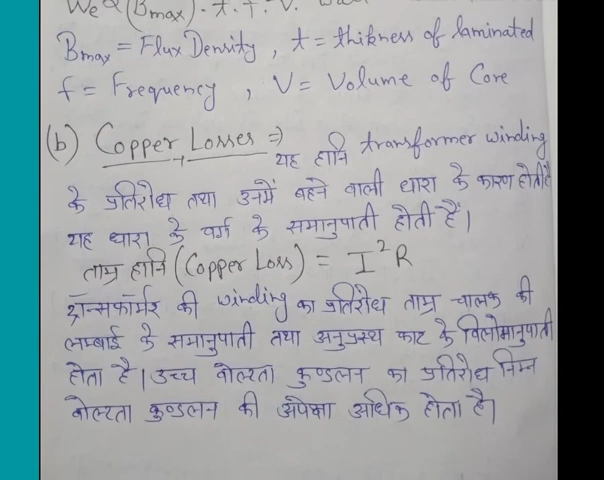 We ∝ (Bmax) . t . f . V.
Bmax = Flux Density , t = thikness of laminated
f = Frequency , V = Volume of Core
(b) Copper Losses ⇒
यह हानि transformer winding
के प्रतिरोध तथा उनमें बहने वाली धारा के कारण होती है
यह धारा के वर्ग के समानुपाती होती है।
ताम्र हानि (Copper Loss) = I²R
ट्रान्सफॉर्मर की winding का प्रतिरोध ताम्र चालक की
लम्बाई के समानुपाती तथा अनुप्रस्थ काट के विलोमानुपाती
होता है। उच्च वोल्टता कुण्डलन का प्रतिरोध निम्न
वोल्टता कुण्डलन की अपेक्षा अधिक होता है।